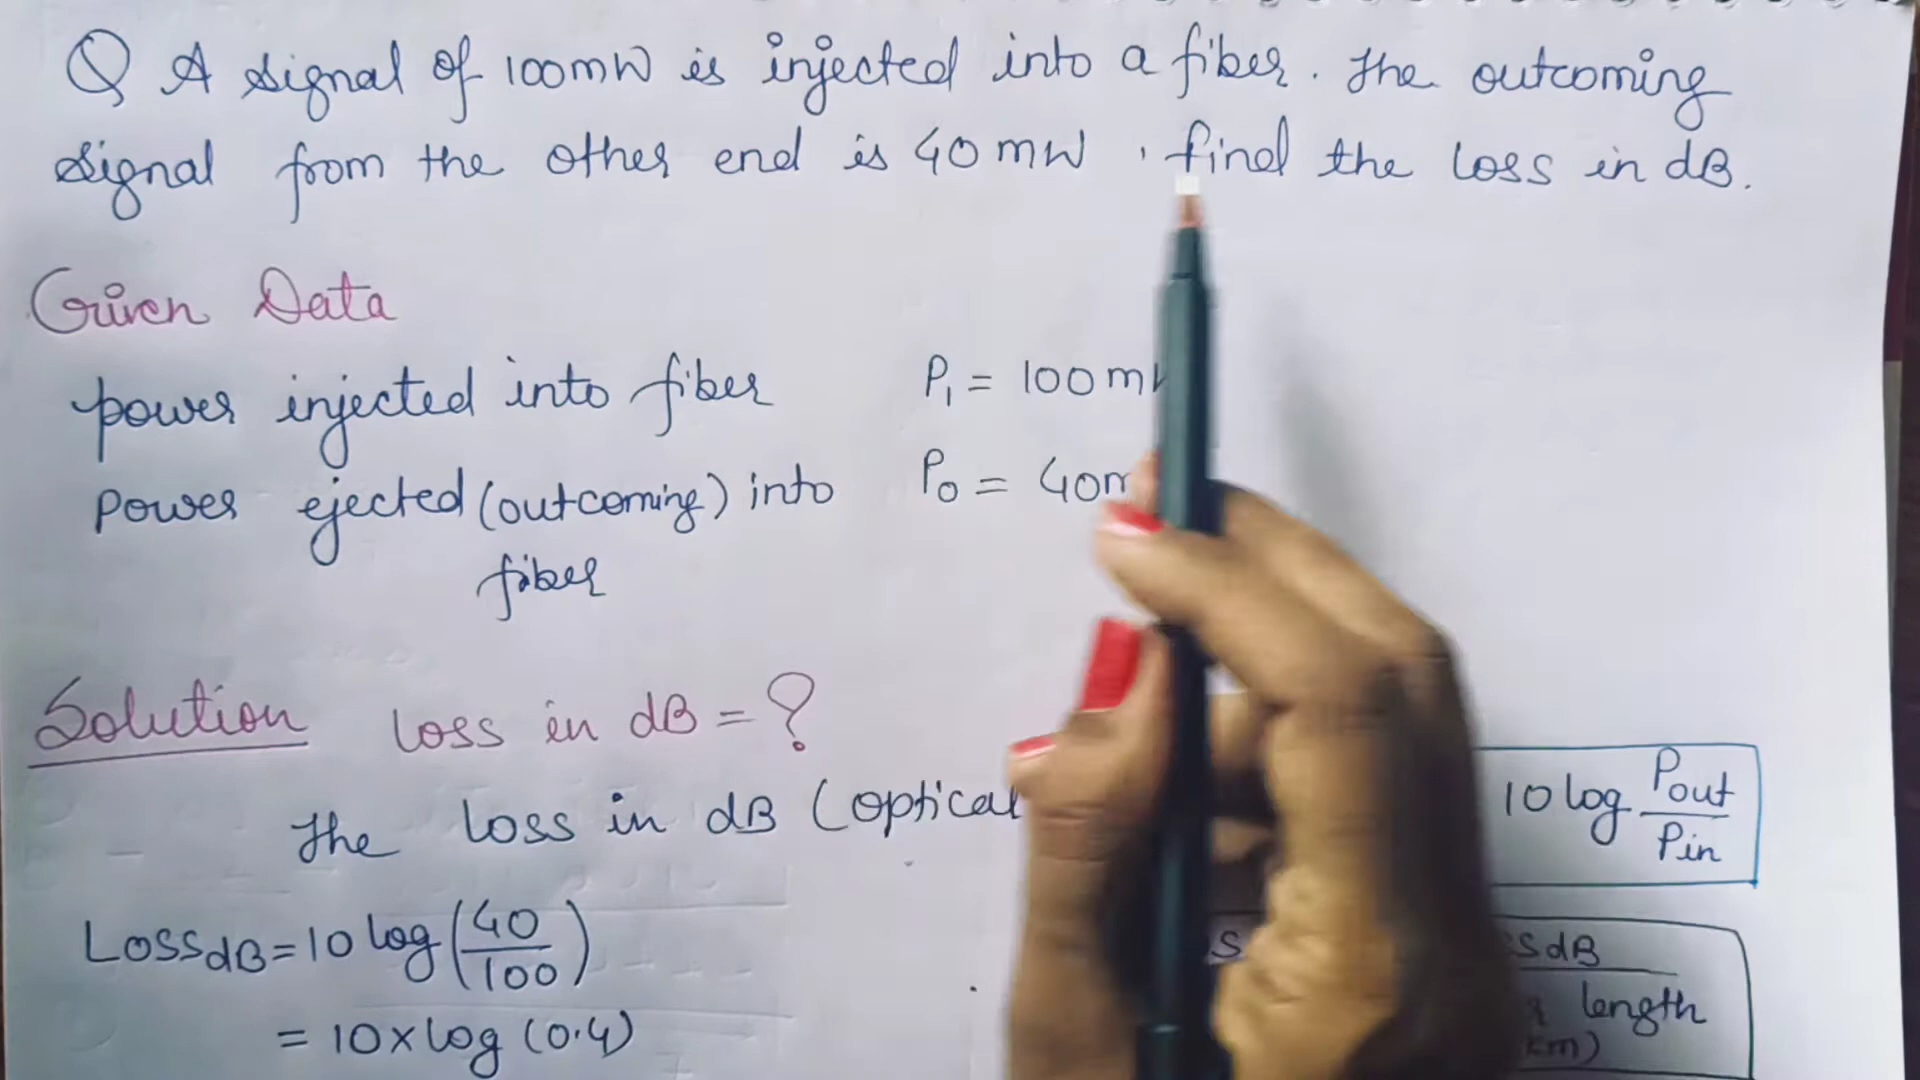 Q A signal of 100mW is injected into a fiber. The outcoming
signal from the other end is 40 mW, find the loss in dB.
Given Data
power injected into fiber P₁ = 100 m
Power ejected (outcoming) into P₀ = 40m
fiber
Solution Loss in dB = ?
The Loss in dB (optical 10 log Pout/Pin
LOSSdB = 10 log (40/100)
= 10 x log (0.4)
dB
length